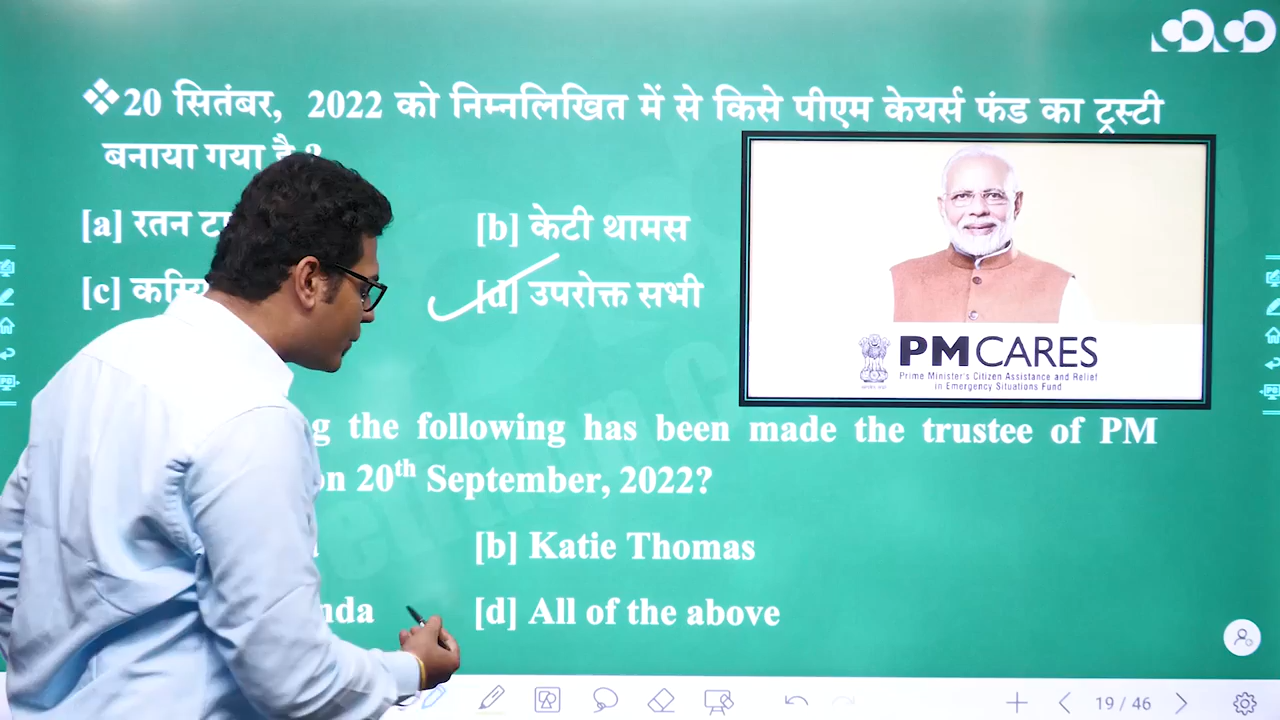 20 सितंबर, 2022 को निम्नलिखित में से किसे पीएम केयर्स फंड का ट्रस्टी
बनाया गया है ?
[a] रतन
[b] केटी थामस
[c]
[d] उपरोक्त सभी
PM CARES
Prime Minister's Citizen Assistance and Relief
in Emergency Situations Fund
the following has been made the trustee of PM
on 20th September, 2022?
[b] Katie Thomas
[d] All of the above
19 / 46